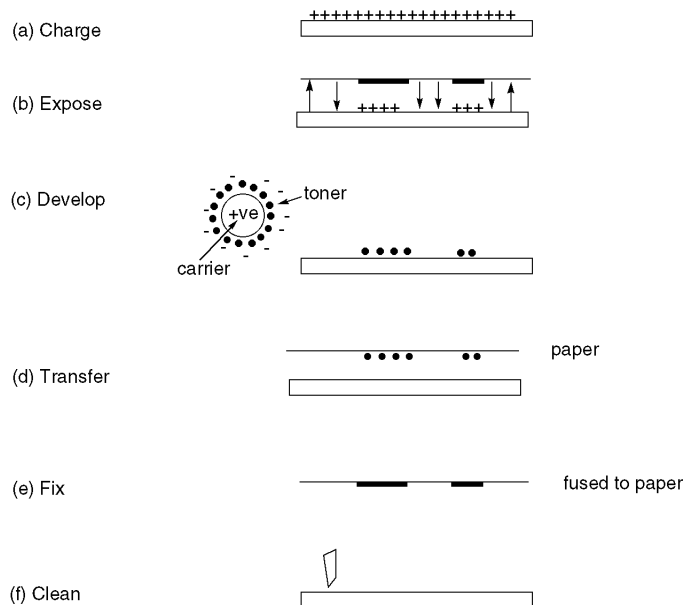 (a) Charge
+++++++++++++++++++
(b) Expose
++++ +++
(c) Develop
toner
+ve
carrier
(d) Transfer
paper
(e) Fix
fused to paper
(f) Clean